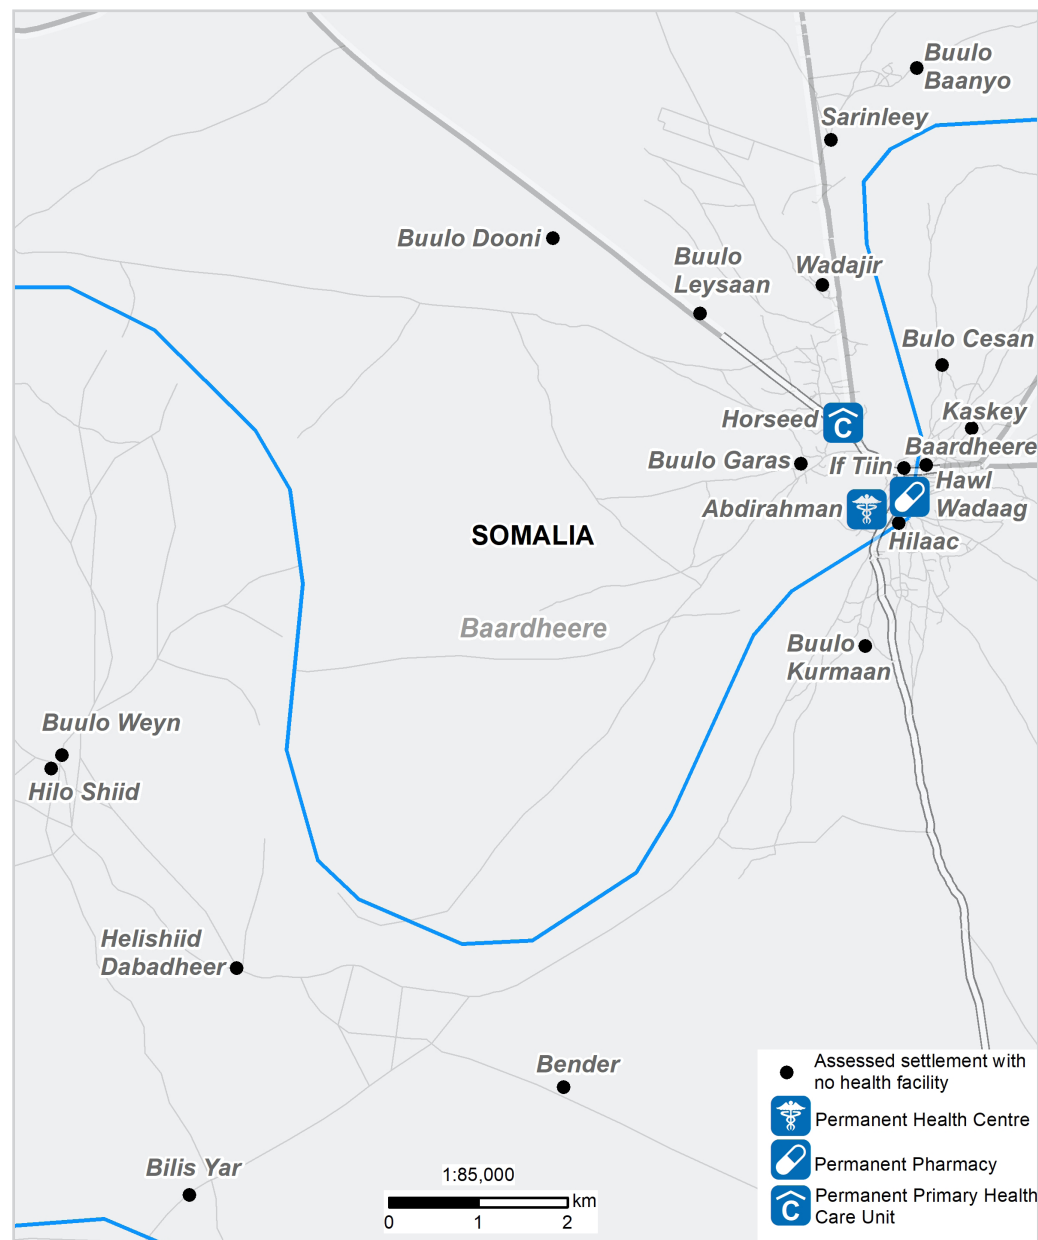 Buulo
Baanyo
Sarinleey
Buulo Dooni
Buulo
Leysaan
Wadajir
Bulo Cesan
Kaskey
Horseed
C
Baardheere
Buulo Garas
If Tiin
Hawl
Wadaag
Abdirahman
Hilaac
SOMALIA
Baardheere
Buulo
Kurmaan
Buulo Weyn
Hilo Shiid
Helishiid
Dabadheer
Bender
Bilis Yar
1:85,000
km
0 1 2
Assessed settlement with
no health facility
Permanent Health Centre
Permanent Pharmacy
C
Permanent Primary Health
Care Unit